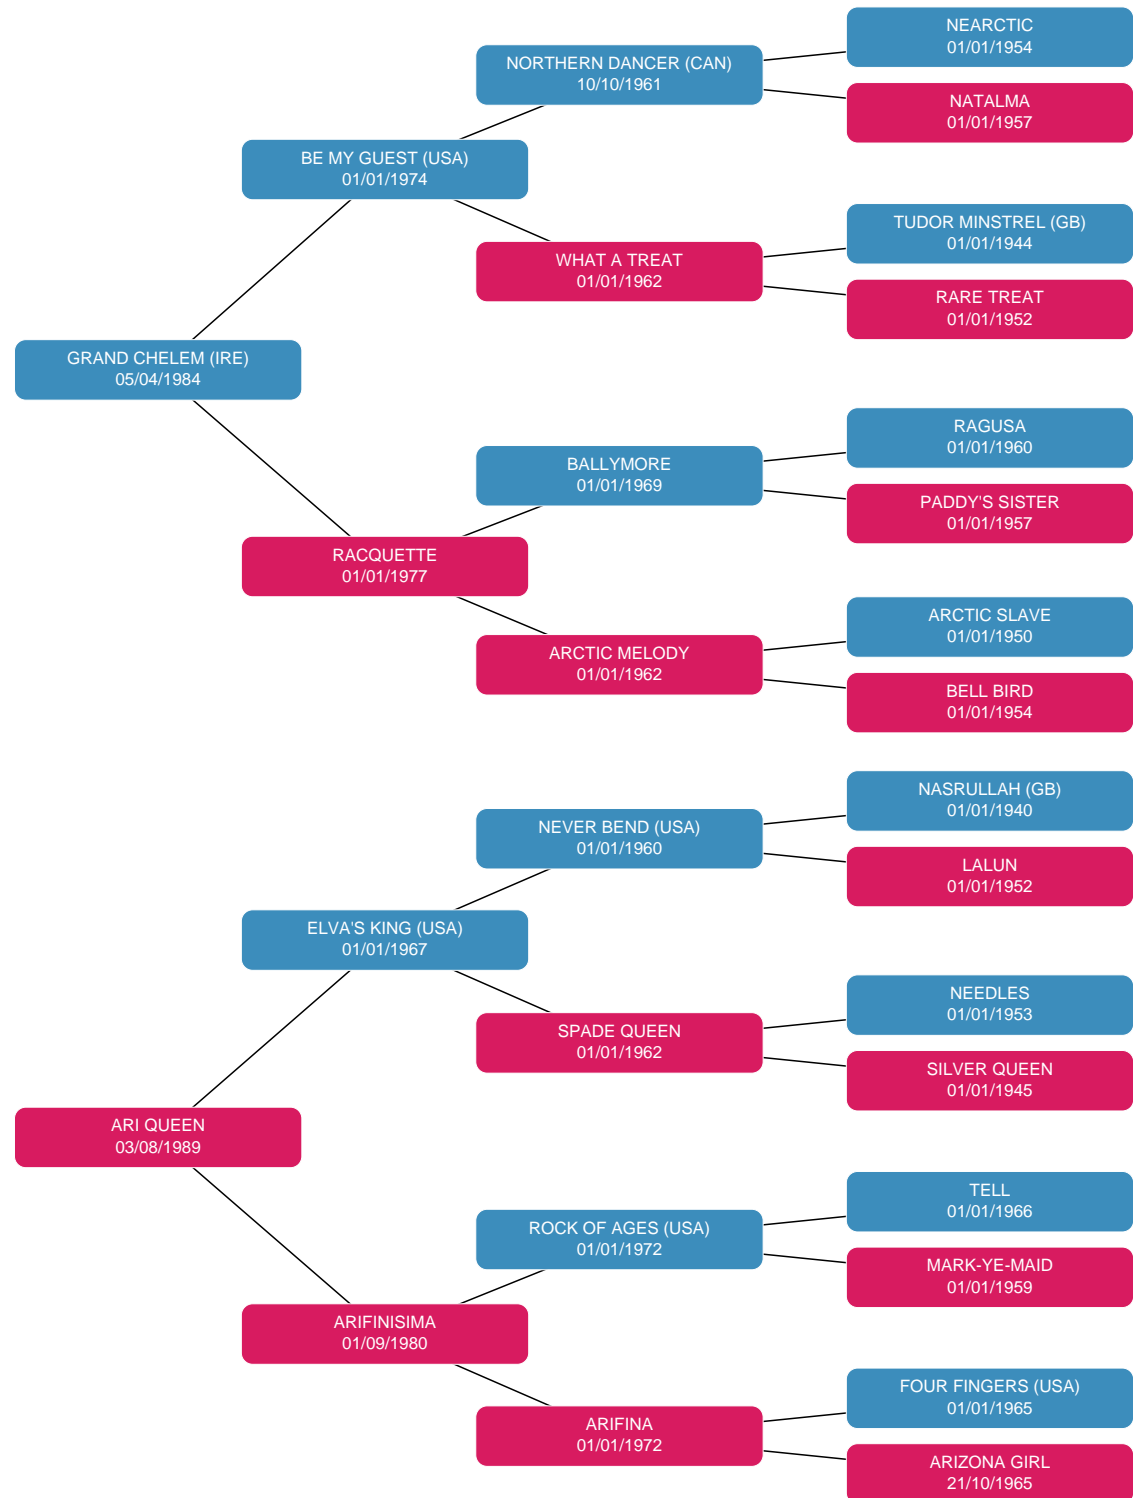 NEARCTIC
01/01/1954
NORTHERN DANCER (CAN)
10/10/1961
NATALMA
01/01/1957
BE MY GUEST (USA)
01/01/1974
TUDOR MINSTREL (GB)
01/01/1944
WHAT A TREAT
01/01/1962
RARE TREAT
01/01/1952
GRAND CHELEM (IRE)
05/04/1984
RAGUSA
01/01/1960
BALLYMORE
01/01/1969
PADDY'S SISTER
01/01/1957
RACQUETTE
01/01/1977
ARCTIC SLAVE
01/01/1950
ARCTIC MELODY
01/01/1962
BELL BIRD
01/01/1954
NASRULLAH (GB)
01/01/1940
NEVER BEND (USA)
01/01/1960
LALUN
01/01/1952
ELVA'S KING (USA)
01/01/1967
NEEDLES
01/01/1953
SPADE QUEEN
01/01/1962
SILVER QUEEN
01/01/1945
ARI QUEEN
03/08/1989
TELL
01/01/1966
ROCK OF AGES (USA)
01/01/1972
MARK-YE-MAID
01/01/1959
ARIFINISIMA
01/09/1980
FOUR FINGERS (USA)
01/01/1965
ARIFINA
01/01/1972
ARIZONA GIRL
21/10/1965